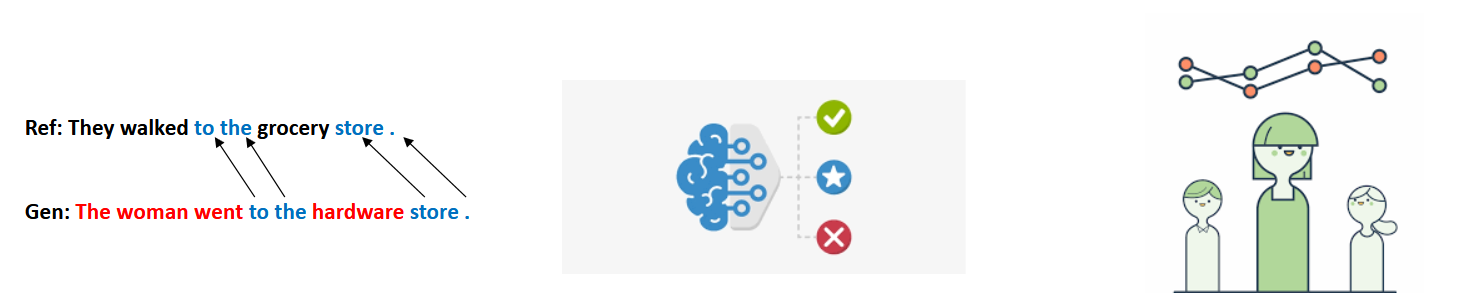 Ref: They walked to the grocery store .
Gen: The woman went to the hardware store .